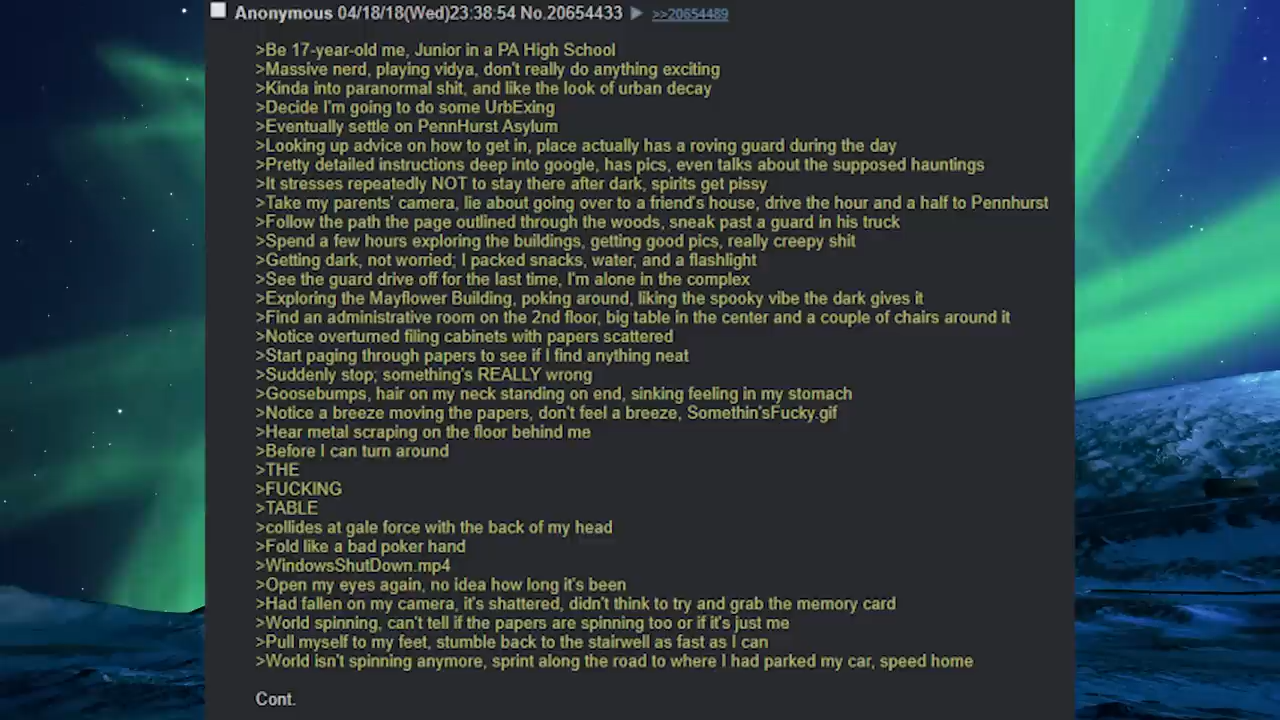 Anonymous 04/18/18(Wed)23:38:54 No.20654433 ▶ >>20654489
>Be 17-year-old me, Junior in a PA High School
>Massive nerd, playing vidya, don't really do anything exciting
>Kinda into paranormal shit, and like the look of urban decay
>Decide I'm going to do some UrbExing
>Eventually settle on PennHurst Asylum
>Looking up advice on how to get in, place actually has a roving guard during the day
>Pretty detailed instructions deep into google, has pics, even talks about the supposed hauntings
>It stresses repeatedly NOT to stay there after dark, spirits get pissy
>Take my parents' camera, lie about going over to a friend's house, drive the hour and a half to Pennhurst
>Follow the path the page outlined through the woods, sneak past a guard in his truck
>Spend a few hours exploring the buildings, getting good pics, really creepy shit
>Getting dark, not worried; I packed snacks, water, and a flashlight
>See the guard drive off for the last time, I'm alone in the complex
>Exploring the Mayflower Building, poking around, liking the spooky vibe the dark gives it
>Find an administrative room on the 2nd floor, big table in the center and a couple of chairs around it
>Notice overturned filing cabinets with papers scattered
>Start paging through papers to see if I find anything neat
>Suddenly stop; something's REALLY wrong
>Goosebumps, hair on my neck standing on end, sinking feeling in my stomach
>Notice a breeze moving the papers, don't feel a breeze, Somethin'sFucky.gif
>Hear metal scraping on the floor behind me
>Before I can turn around
>THE
>FUCKING
>TABLE
>collides at gale force with the back of my head
>Fold like a bad poker hand
>WindowsShutDown.mp4
>Open my eyes again, no idea how long it's been
>Had fallen on my camera, it's shattered, didn't think to try and grab the memory card
>World spinning, can't tell if the papers are spinning too or if it's just me
>Pull myself to my feet, stumble back to the stairwell as fast as I can
>World isn't spinning anymore, sprint along the road to where I had parked my car, speed home
Cont.